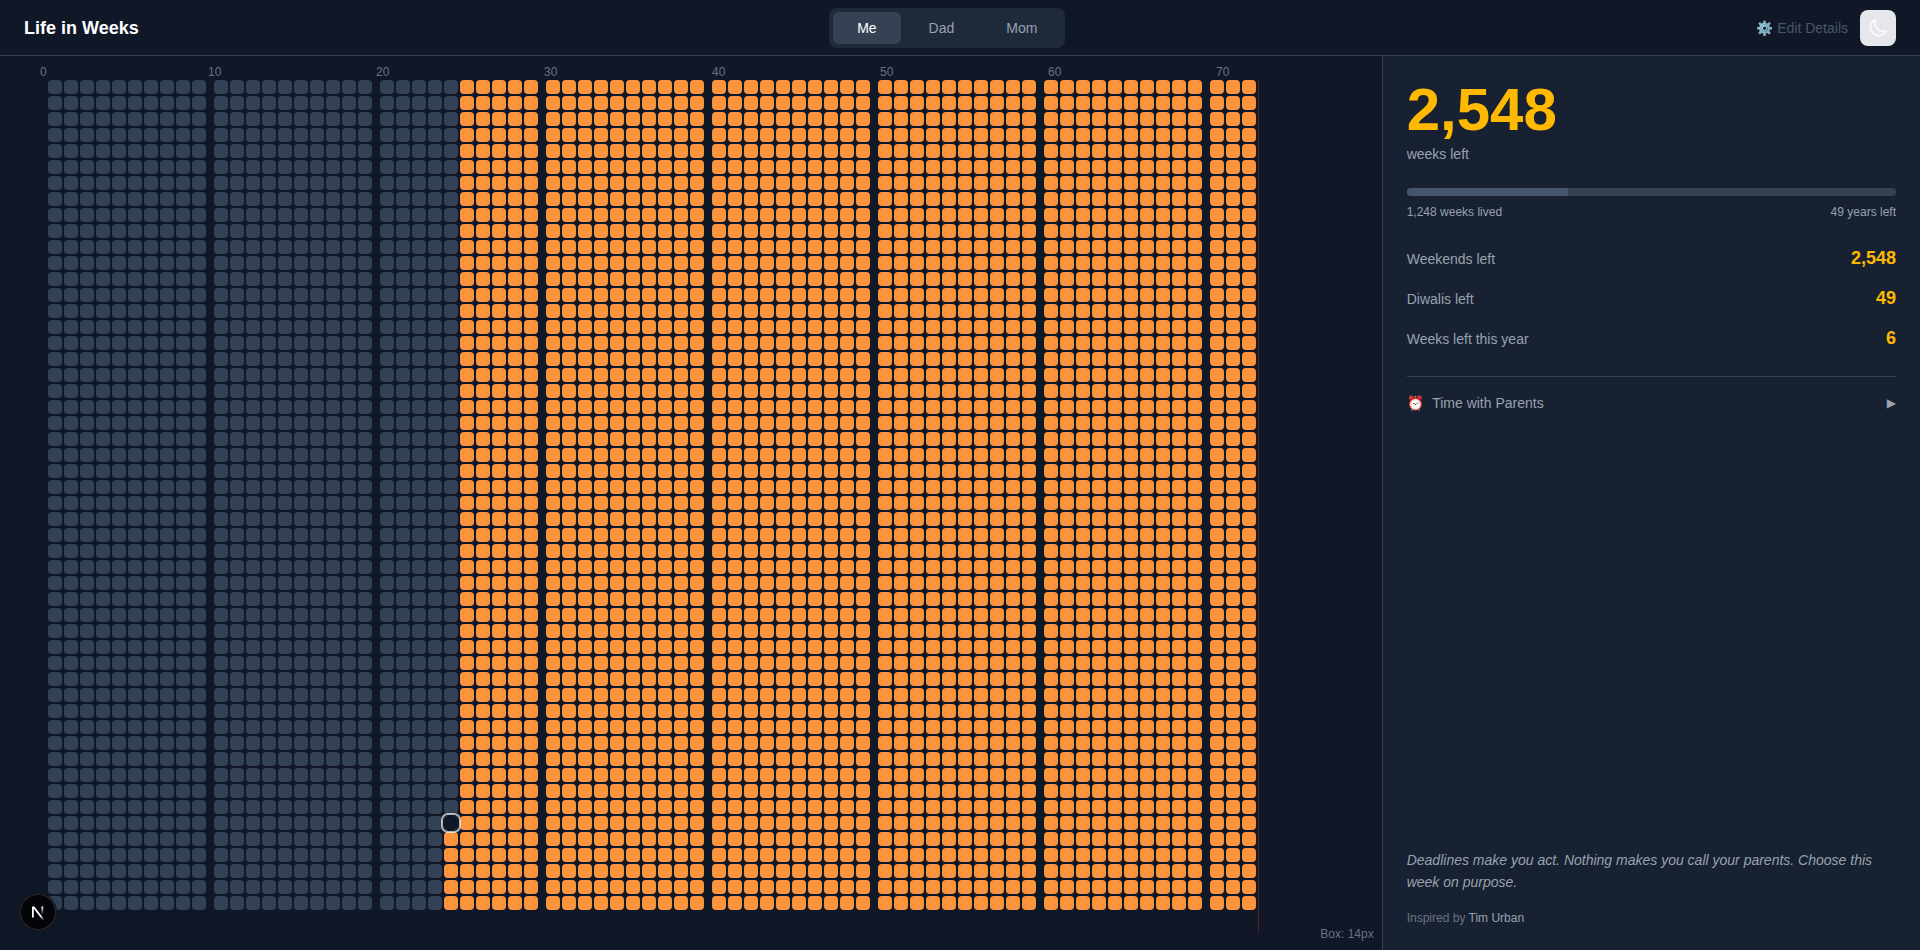 Life in Weeks
Me Dad Mom
Edit Details
0 10 20 30 40 50 60 70
2,548
weeks left
1,248 weeks lived 49 years left
Weekends left 2,548
Diwalis left 49
Weeks left this year 6
Time with Parents
Deadlines make you act. Nothing makes you call your parents. Choose this
week on purpose.
Inspired by Tim Urban
N
Box: 14px